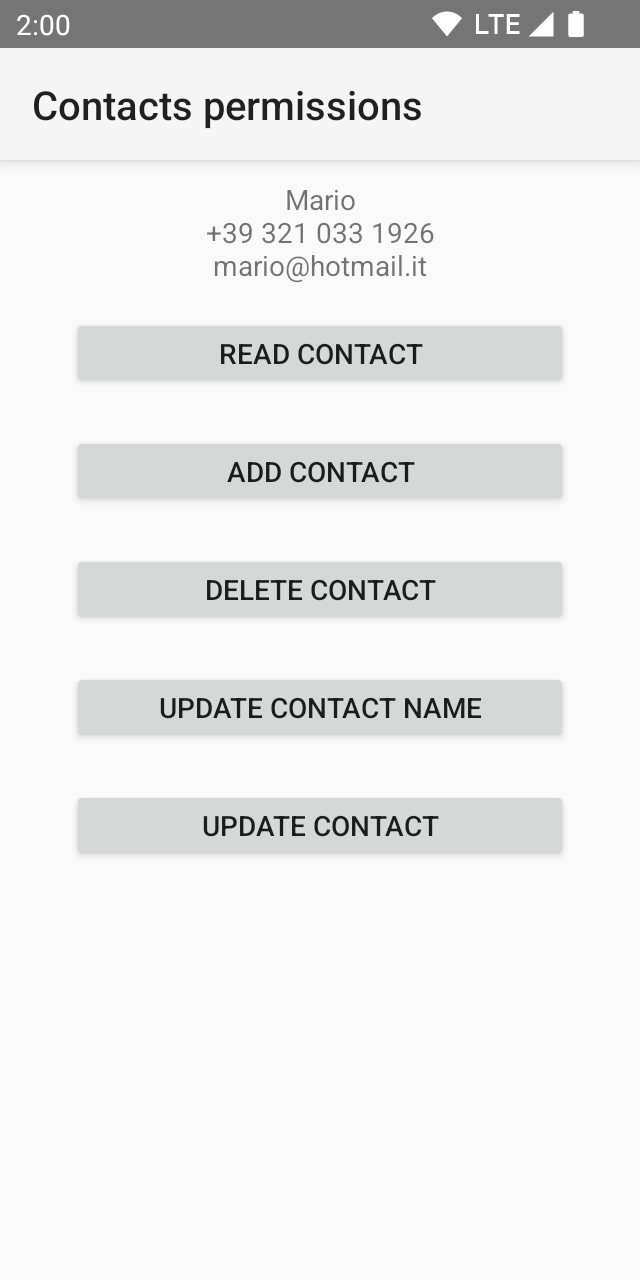 2:00 LTE
Contacts permissions
Mario
+39 321 033 1926
mario@hotmail.it
READ CONTACT
ADD CONTACT
DELETE CONTACT
UPDATE CONTACT NAME
UPDATE CONTACT